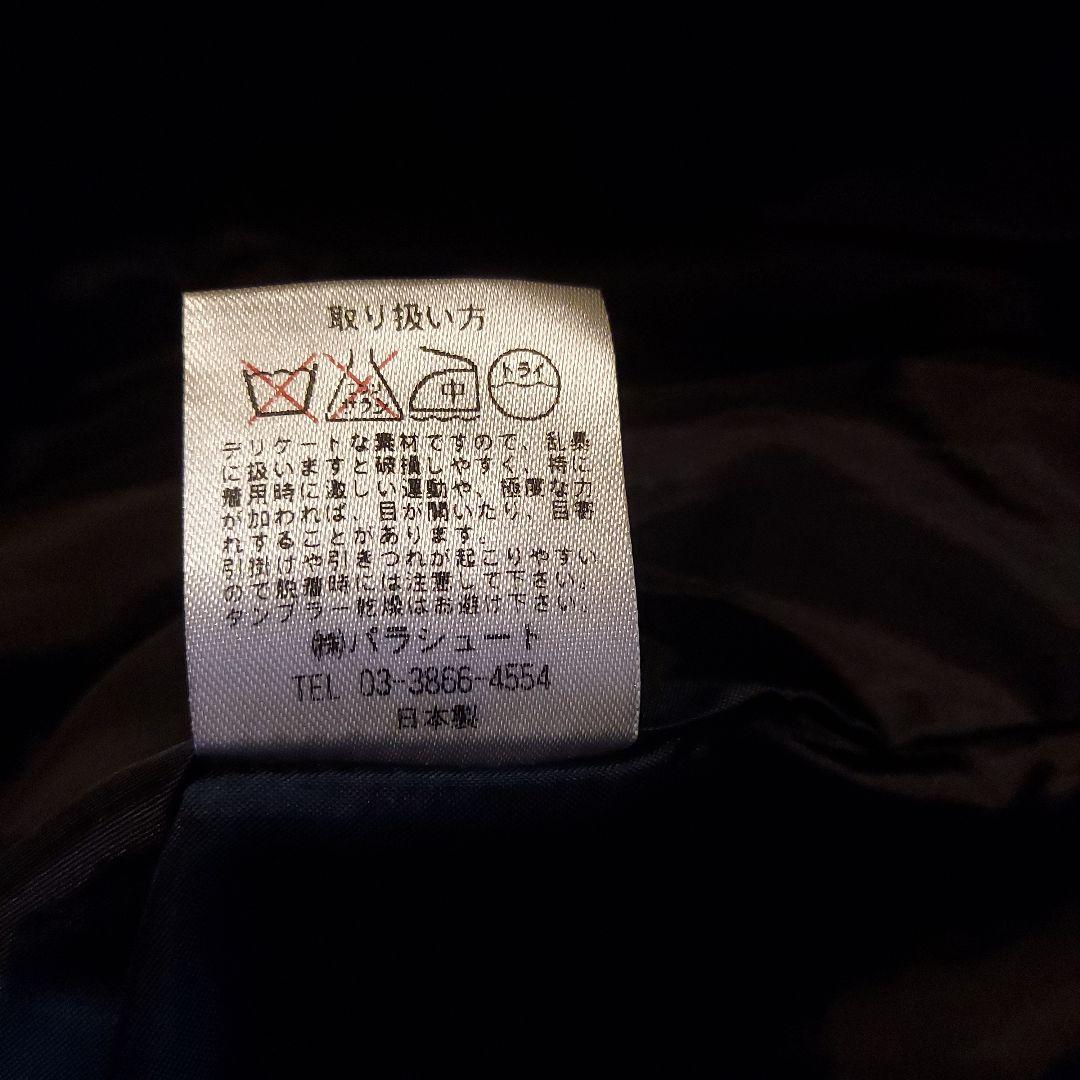 取り扱い方
エンソ
サラシ
中
ドライ
デリケートな素材ですので、乱暴
に扱いますと破損しやすく、特に
着用時に激しい運動や、極度な力
が加われば、目が開いたり、目
れすることがあります。
引掛けや引きつれが起こりやすい
ので脱着時には注意して下さい。
タンブラー乾燥はお避け下さい。
㈱パラシュート
TEL 03-3866-4554
日本製